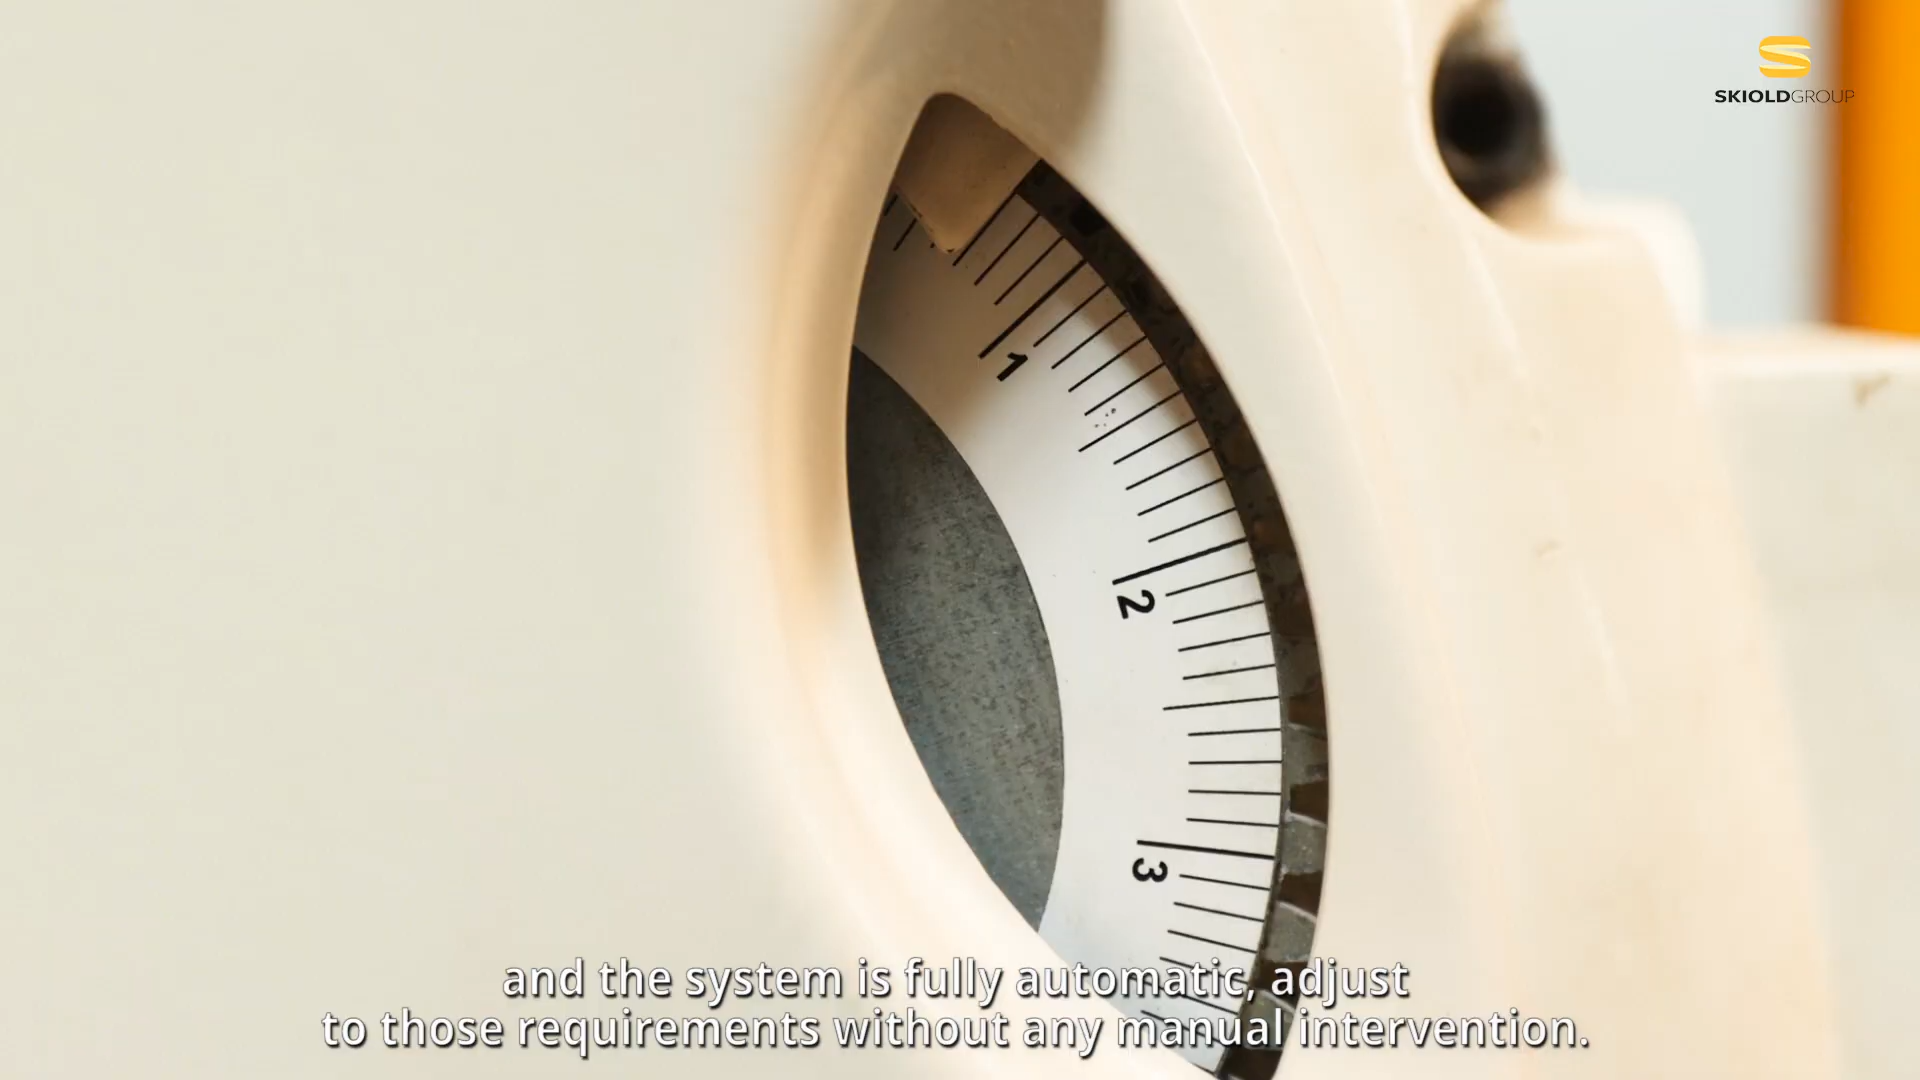 SKIOLDGROUP
1
2
3
and the system is fully automatic, adjust
to those requirements without any manual intervention.